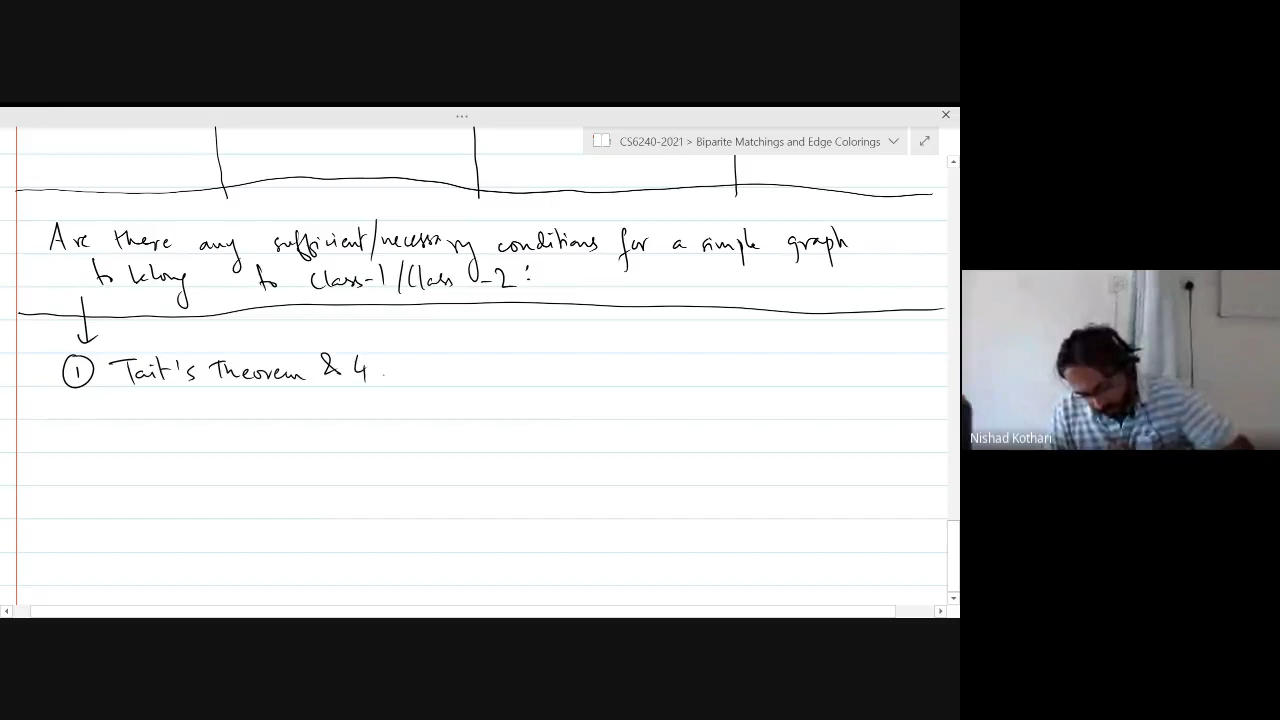 CS6240-2021 > Biparite Matchings and Edge Colorings
Are there any sufficient/necessary conditions for a simple graph
to belong to Class-1/Class-2?
① Tait's Theorem & 4
Nishad Kothari